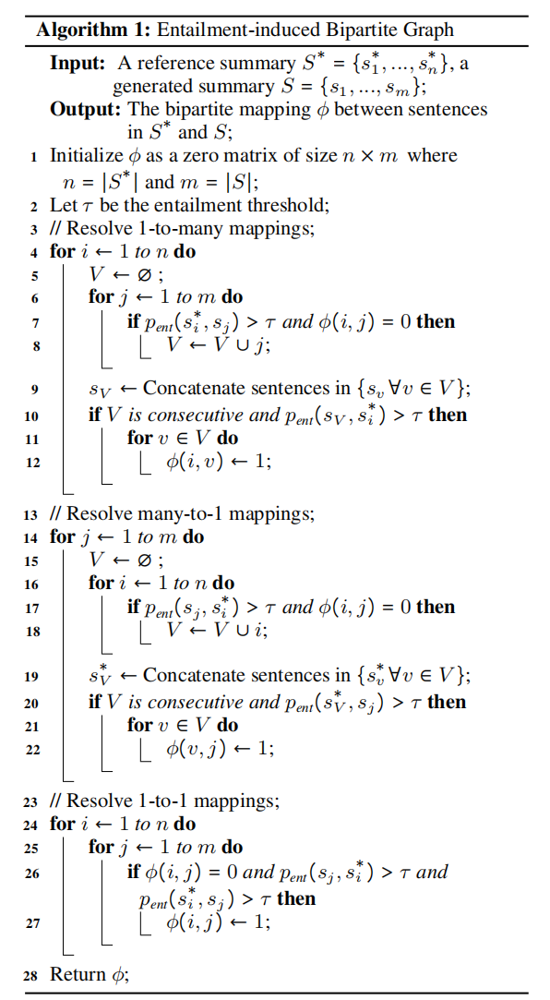 Algorithm 1: Entailment-induced Bipartite Graph
Input: A reference summary S* = {s*_1, ..., s*_n}, a
generated summary S = {s_1, ..., s_m};
Output: The bipartite mapping ϕ between sentences
in S* and S;
1 Initialize ϕ as a zero matrix of size n × m where
n = |S*| and m = |S|;
2 Let τ be the entailment threshold;
3 // Resolve 1-to-many mappings;
4 for i ← 1 to n do
5 V ← ∅ ;
6 for j ← 1 to m do
7 if p_ent(s*_i, s_j) > τ and ϕ(i, j) = 0 then
8 V ← V ∪ j;
9 s_V ← Concatenate sentences in {s_v ∀v ∈ V};
10 if V is consecutive and p_ent(s_V, s*_i) > τ then
11 for v ∈ V do
12 ϕ(i, v) ← 1;
13 // Resolve many-to-1 mappings;
14 for j ← 1 to m do
15 V ← ∅ ;
16 for i ← 1 to n do
17 if p_ent(s_j, s*_i) > τ and ϕ(i, j) = 0 then
18 V ← V ∪ i;
19 s*_V ← Concatenate sentences in {s*_v ∀v ∈ V};
20 if V is consecutive and p_ent(s*_V, s_j) > τ then
21 for v ∈ V do
22 ϕ(v, j) ← 1;
23 // Resolve 1-to-1 mappings;
24 for i ← 1 to n do
25 for j ← 1 to m do
26 if ϕ(i, j) = 0 and p_ent(s_j, s*_i) > τ and
p_ent(s*_i, s_j) > τ then
27 ϕ(i, j) ← 1;
28 Return ϕ;